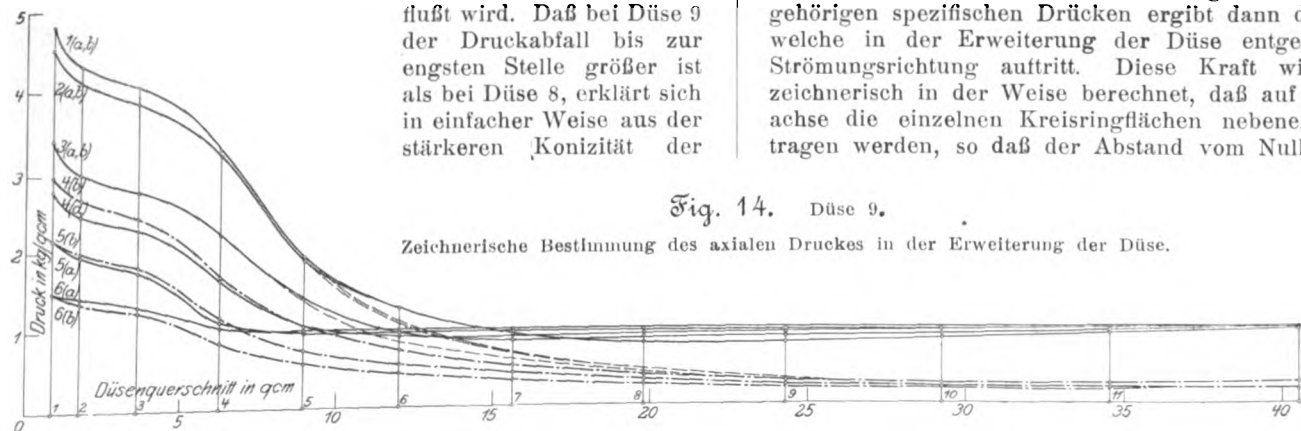 flußt wird. Daß bei Düse 9
der Druckabfall bis zur
engsten Stelle größer ist
als bei Düse 8, erklärt sich
in einfacher Weise aus der
stärkeren Konizität der
gehörigen spezifischen Drücken ergibt dann d
welche in der Erweiterung der Düse entge
Strömungsrichtung auftritt. Diese Kraft wi
zeichnerisch in der Weise berechnet, daß auf
achse die einzelnen Kreisringflächen nebene
tragen werden, so daß der Abstand vom Null
Fig. 14. Düse 9.
Zeichnerische Bestimmung des axialen Druckes in der Erweiterung der Düse.
5
4
3
2
1
0
Druck in kg/qcm
1(a,b)
2(a,b)
3(a,b)
4(b)
4(a)
5(b)
5(a)
6(a)
6(b)
Düsenquerschnitt in qcm
1 2 3 4 5 6 7 8 9 10 11
5 10 15 20 25 30 35 40